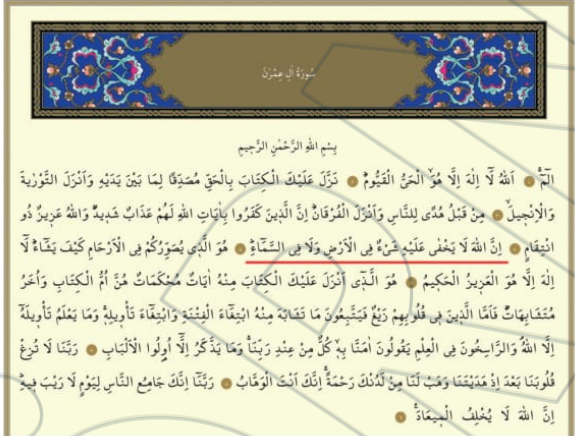 سُورَةُ اٰلِ عِمْرٰنَ
بِسْمِ اللّٰهِ الرَّحْمٰنِ الرَّحٖيمِ
الٓمٓ ۚ اَللّٰهُ لَٓا اِلٰهَ اِلَّا هُوَۙ الْحَيُّ الْقَيُّومُؕ نَزَّلَ عَلَيْكَ الْكِتَابَ بِالْحَقِّ مُصَدِّقًا لِمَا بَيْنَ يَدَيْهِ وَاَنْزَلَ التَّوْرٰيةَ
وَالْاِنْجٖيلَۙ مِنْ قَبْلُ هُدًى لِلنَّاسِ وَاَنْزَلَ الْفُرْقَانَؕ اِنَّ الَّذٖينَ كَفَرُوا بِاٰيَاتِ اللّٰهِ لَهُمْ عَذَابٌ شَدٖيدٌؕ وَاللّٰهُ عَزٖيزٌ ذُو
انْتِقَامٍ اِنَّ اللّٰهَ لَا يَخْفٰى عَلَيْهِ شَيْءٌ فِى الْاَرْضِ وَلَا فِى السَّمَٓاءِؕ هُوَ الَّذٖى يُصَوِّرُكُمْ فِى الْاَرْحَامِ كَيْفَ يَشَٓاءُؕ لَٓا
اِلٰهَ اِلَّا هُوَ الْعَزٖيزُ الْحَكٖيمُ هُوَ الَّذٖٓى اَنْزَلَ عَلَيْكَ الْكِتَابَ مِنْهُ اٰيَاتٌ مُحْكَمَاتٌ هُنَّ اُمُّ الْكِتَابِ وَاُخَرُ
مُتَشَابِهَاتٌؕ فَاَمَّا الَّذٖينَ فٖى قُلُوبِهِمْ زَيْغٌ فَيَتَّبِعُونَ مَا تَشَابَهَ مِنْهُ ابْتِغَٓاءَ الْفِتْنَةِ وَابْتِغَٓاءَ تَأْوٖيلِهٖۚ وَمَا يَعْلَمُ تَأْوٖيلَهُٓ
اِلَّا اللّٰهُۘ وَالرَّاسِخُونَ فِى الْعِلْمِ يَقُولُونَ اٰمَنَّا بِهٖۙ كُلٌّ مِنْ عِنْدِ رَبِّنَاۚ وَمَا يَذَّكَّرُ اِلَّٓا اُولُوا الْاَلْبَابِ رَبَّنَا لَا تُزِغْ
قُلُوبَنَا بَعْدَ اِذْ هَدَيْتَنَا وَهَبْ لَنَا مِنْ لَدُنْكَ رَحْمَةًۚ اِنَّكَ اَنْتَ الْوَهَّابُ رَبَّنَٓا اِنَّكَ جَامِعُ النَّاسِ لِيَوْمٍ لَا رَيْبَ فٖيهِؕ
اِنَّ اللّٰهَ لَا يُخْلِفُ الْمٖيعَادَ